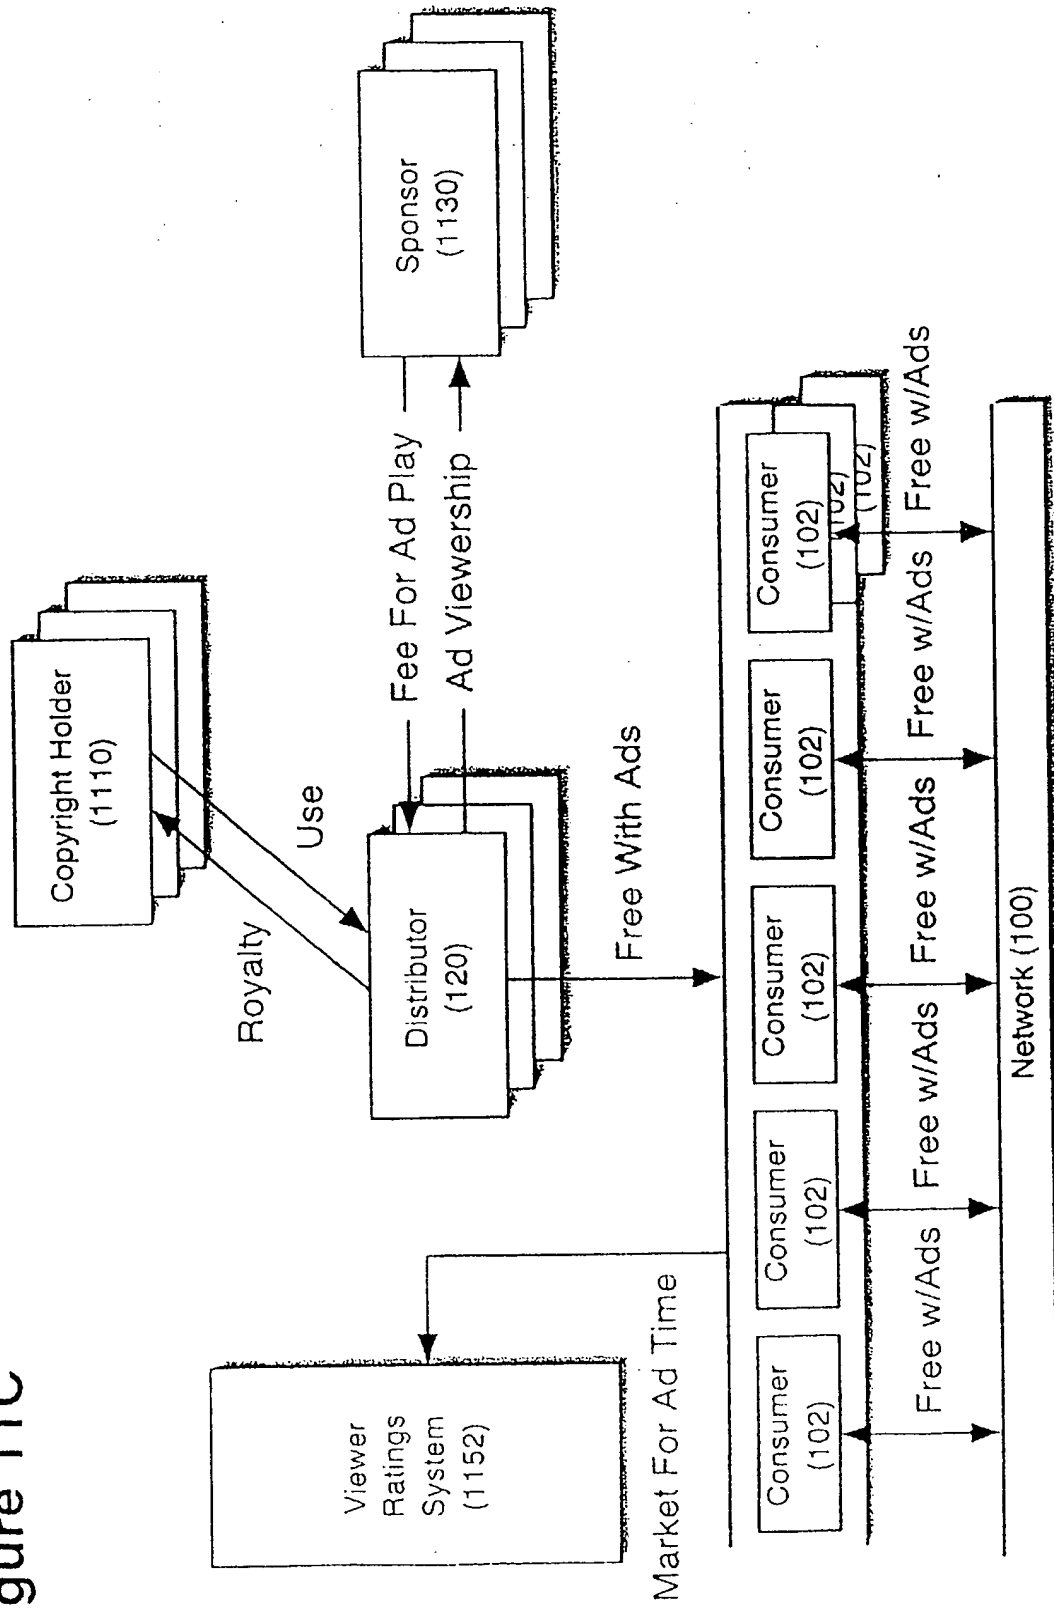 gure 11C
Copyright Holder
(1110)
Royalty
Use
Distributor
(120)
Fee For Ad Play
Ad Viewership
Sponsor
(1130)
Free With Ads
Viewer
Ratings
System
(1152)
Market For Ad Time
Consumer
(102)
Consumer
(102)
Consumer
(102)
Consumer
(102)
Consumer
(102)
102)
(102)
Free w/Ads
Free w/Ads
Free w/Ads
Free w/Ads
Free w/Ads
Network (100)